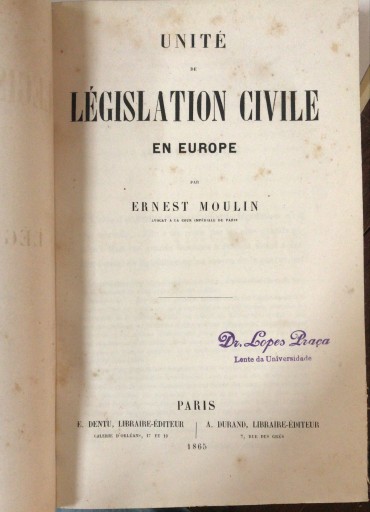 UNITÉ
DE
LÉGISLATION CIVILE
EN EUROPE
PAR
ERNEST MOULIN
AVOCAT A LA COUR IMPÉRIALE DE PARIS
Dr. Lopes Praça
Lente da Universidade
PARIS
E. DENTU, LIBRAIRE-ÉDITEUR
GALERIE D'ORLÉANS, 17 ET 19
A. DURAND, LIBRAIRE-ÉDITEUR
7, RUE DES GRÈS
1865